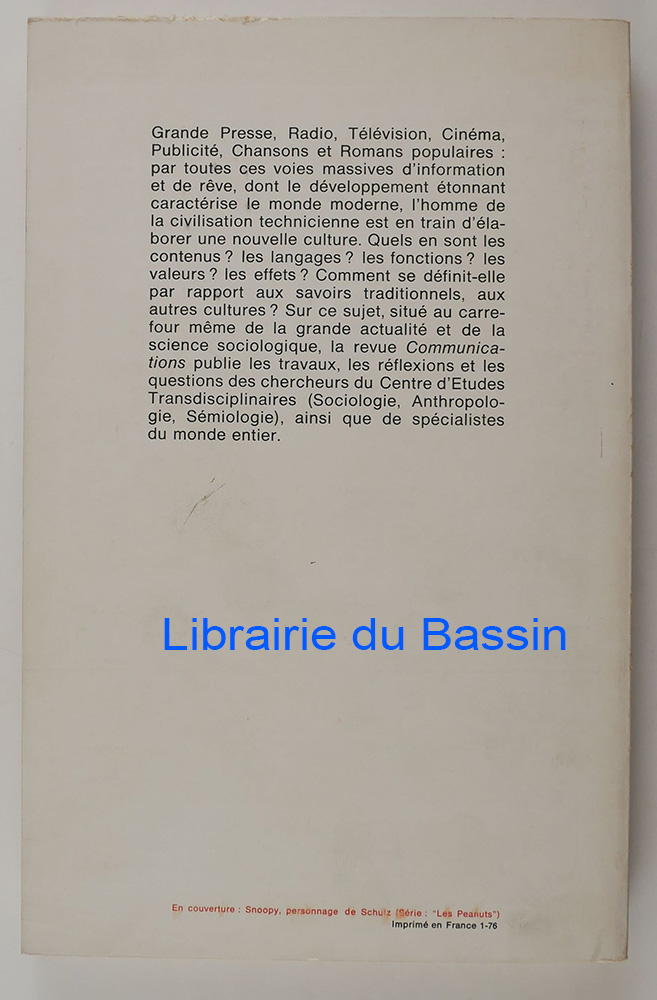 Grande Presse, Radio, Télévision, Cinéma,
Publicité, Chansons et Romans populaires :
par toutes ces voies massives d'information
et de rêve, dont le développement étonnant
caractérise le monde moderne, l'homme de
la civilisation technicienne est en train d'éla-
borer une nouvelle culture. Quels en sont les
contenus ? les langages ? les fonctions ? les
valeurs ? les effets ? Comment se définit-elle
par rapport aux savoirs traditionnels, aux
autres cultures ? Sur ce sujet, situé au carre-
four même de la grande actualité et de la
science sociologique, la revue Communica-
tions publie les travaux, les réflexions et les
questions des chercheurs du Centre d'Etudes
Transdisciplinaires (Sociologie, Anthropolo-
gie, Sémiologie), ainsi que de spécialistes
du monde entier.
Librairie du Bassin
En couverture : Snoopy, personnage de Schulz (Série : "Les Peanuts")
Imprimé en France 1-76